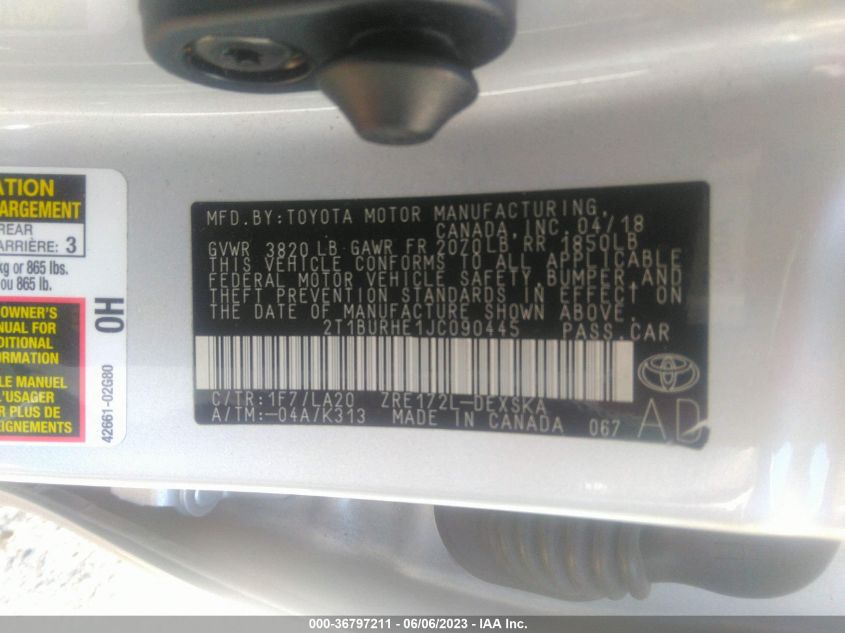 ATION
ARGEMENT
REAR
ARRIÈRE: 3
kg or 865 lbs.
ou 865 lb.
OWNER'S
NUAL FOR
DITIONAL
ORMATION
LE MANUEL
L'USAGER
R PLUS DE
EIGNEMENTS
OH
42661-02G80
MFD.BY:TOYOTA MOTOR MANUFACTURING,
CANADA,INC. 04/18
GVWR 3820LB GAWR FR 2070LB RR 1850LB
THIS VEHICLE CONFORMS TO ALL APPLICABLE
FEDERAL MOTOR VEHICLE SAFETY,BUMPER,AND
THEFT PREVENTION STANDARDS IN EFFECT ON
THE DATE OF MANUFACTURE SHOWN ABOVE.
2T1BURHE1JC090445 PASS.CAR
C/TR:1F7/LA20 ZRE172L-DEXSKA
A/TM:-04A/K313 MADE IN CANADA 067
AD
000-36797211 - 06/06/2023 - IAA Inc.